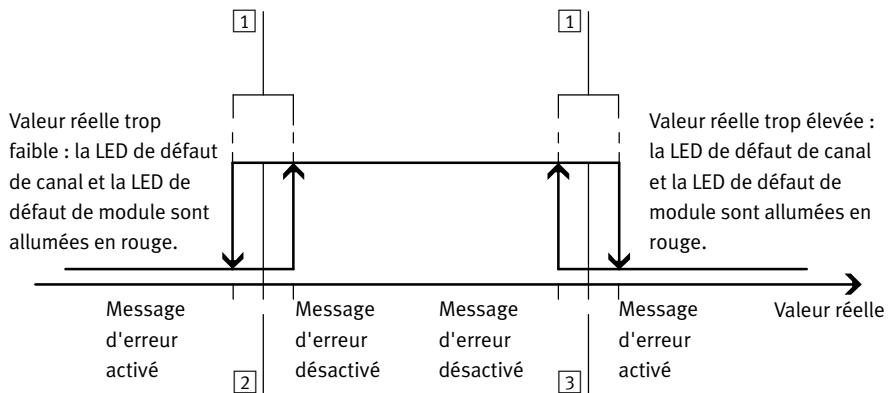 1
1
Valeur réelle trop
faible : la LED de défaut
de canal et la LED de
défaut de module sont
allumées en rouge.
Valeur réelle trop élevée :
la LED de défaut de canal
et la LED de défaut de
module sont allumées en
rouge.
Message
d'erreur
activé
Message
d'erreur
désactivé
Message
d'erreur
désactivé
Message
d'erreur
activé
Valeur réelle
2
3